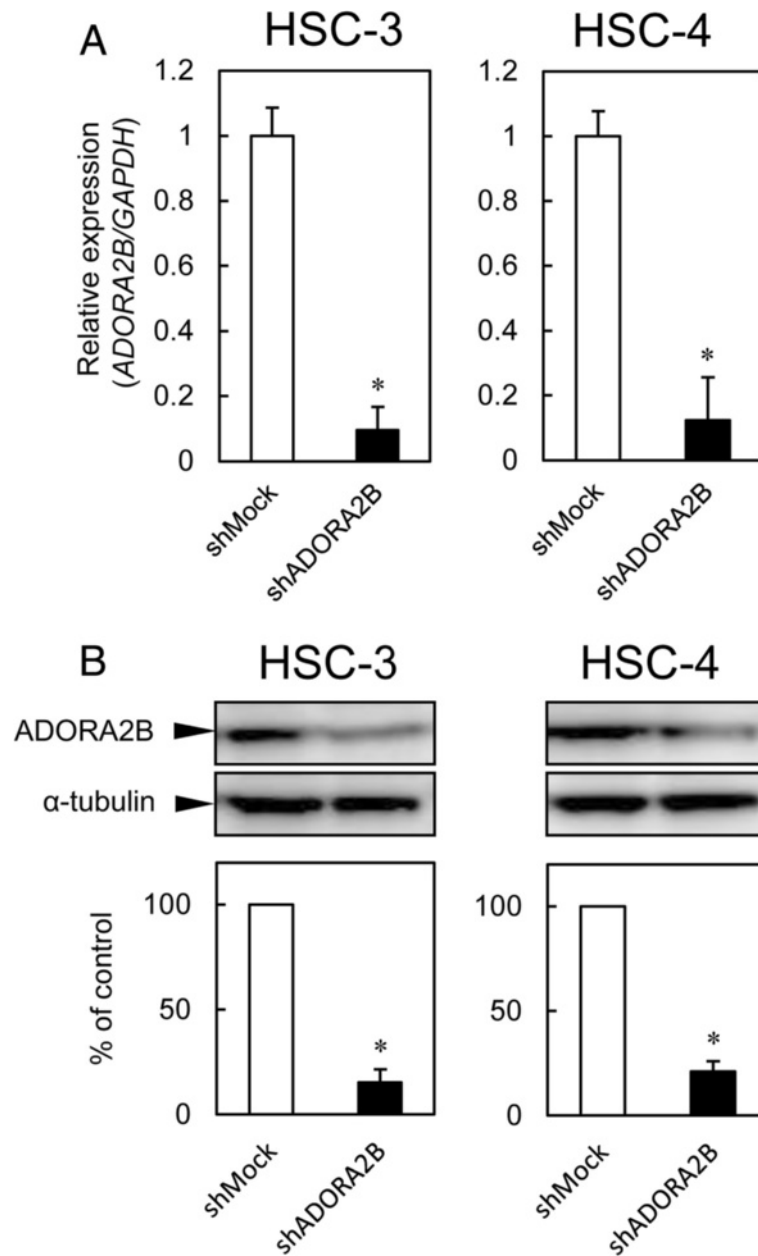 A
HSC-3
HSC-4
Relative expression
(ADORA2B/GAPDH)
1.2
1
0.8
0.6
0.4
0.2
0
*
shMock
shADORA2B
1.2
1
0.8
0.6
0.4
0.2
0
*
shMock
shADORA2B
B
HSC-3
HSC-4
ADORA2B
α-tubulin
% of control
100
50
0
*
shMock
shADORA2B
100
50
0
*
shMock
shADORA2B